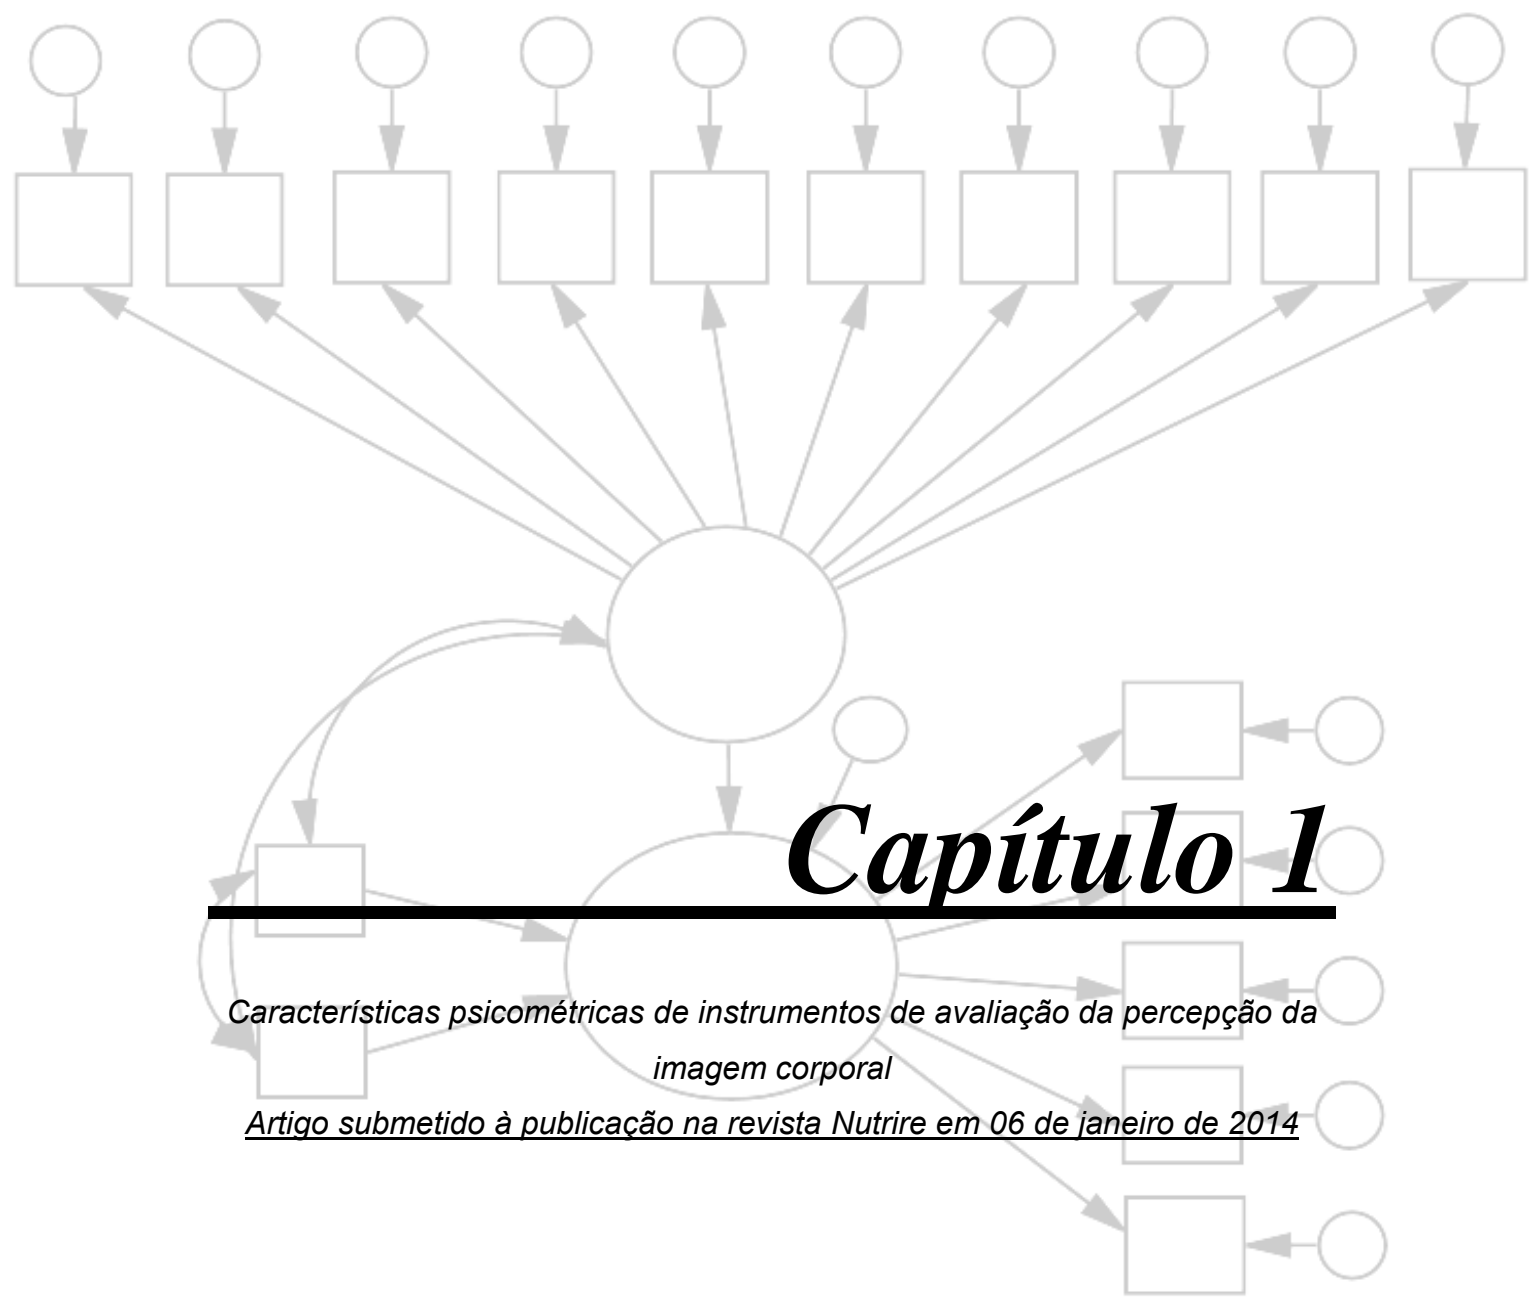 Capítulo 1
Características psicométricas de instrumentos de avaliação da percepção da
imagem corporal
Artigo submetido à publicação na revista Nutrire em 06 de janeiro de 2014